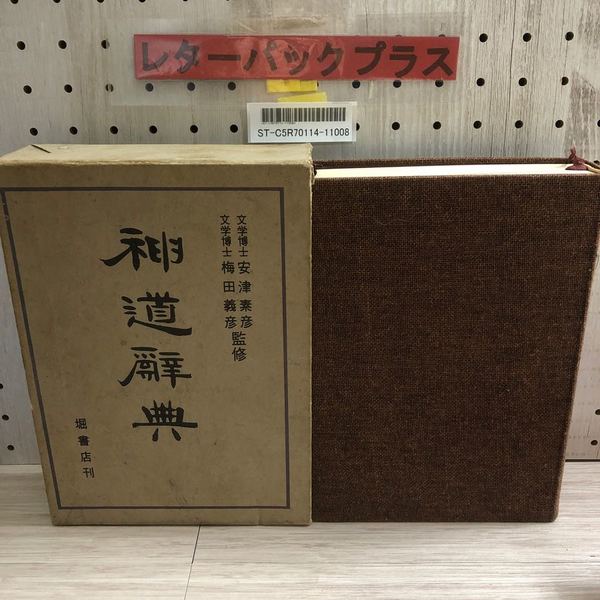 レターパックプラス
ST-C5R70114-11008
文学博士 安津素彦
文学博士 梅田義彦 監修
神道辭典
堀書店刊